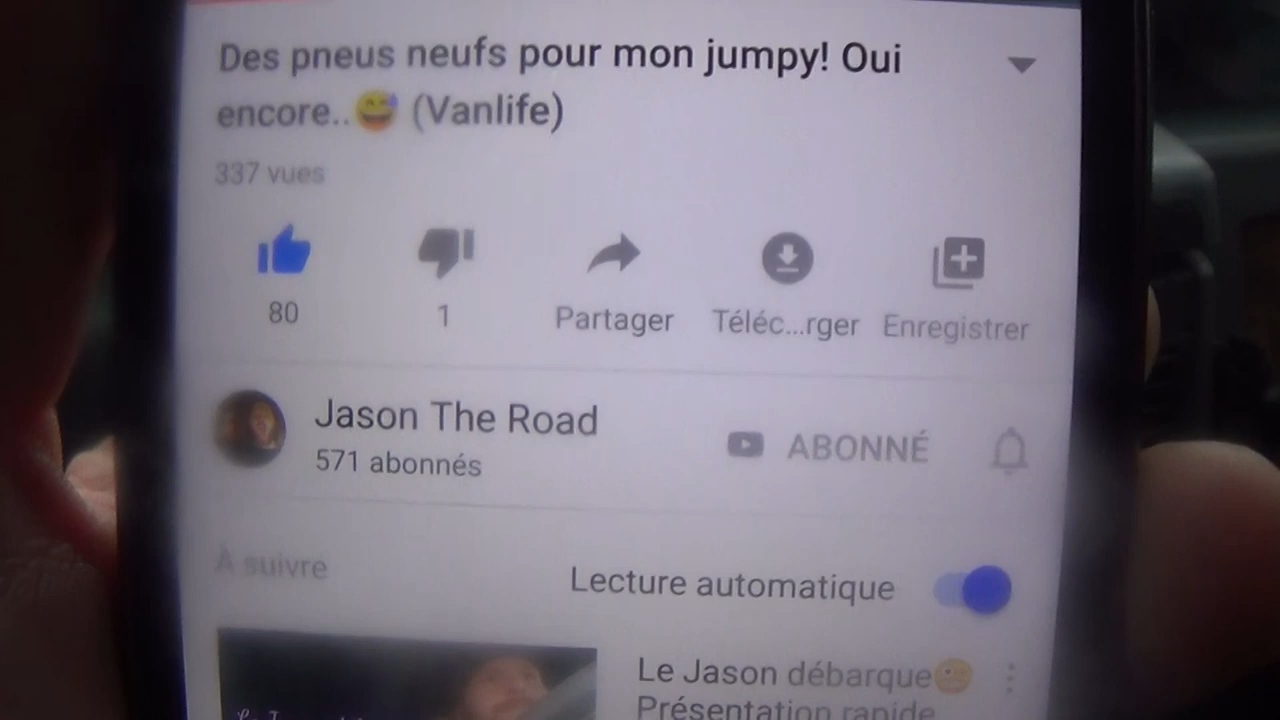 Des pneus neufs pour mon jumpy! Oui
encore..😅 (Vanlife)
337 vues
80
1
Partager
Téléc...rger
Enregistrer
Jason The Road
571 abonnés
ABONNÉ
À suivre
Lecture automatique
Le Jason débarque
Présentation rapide